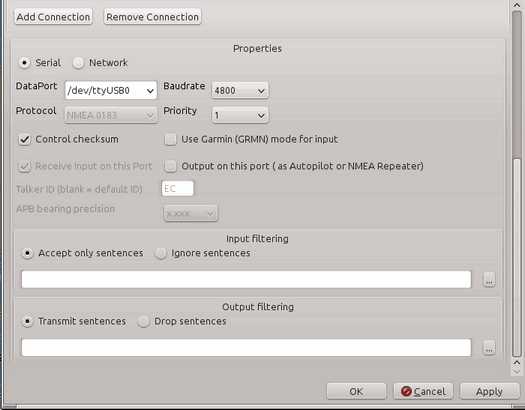 Add Connection Remove Connection
Properties
Serial Network
DataPort /dev/ttyUSB0 Baudrate 4800
Protocol NMEA 0183 Priority 1
Control checksum Use Garmin (GRMN) mode for input
Receive Input on this Port Output on this port ( as Autopilot or NMEA Repeater)
Talker ID (blank = default ID) EC
APB bearing precision x.xxx
Input filtering
Accept only sentences Ignore sentences
...
Output filtering
Transmit sentences Drop sentences
...
OK Cancel Apply